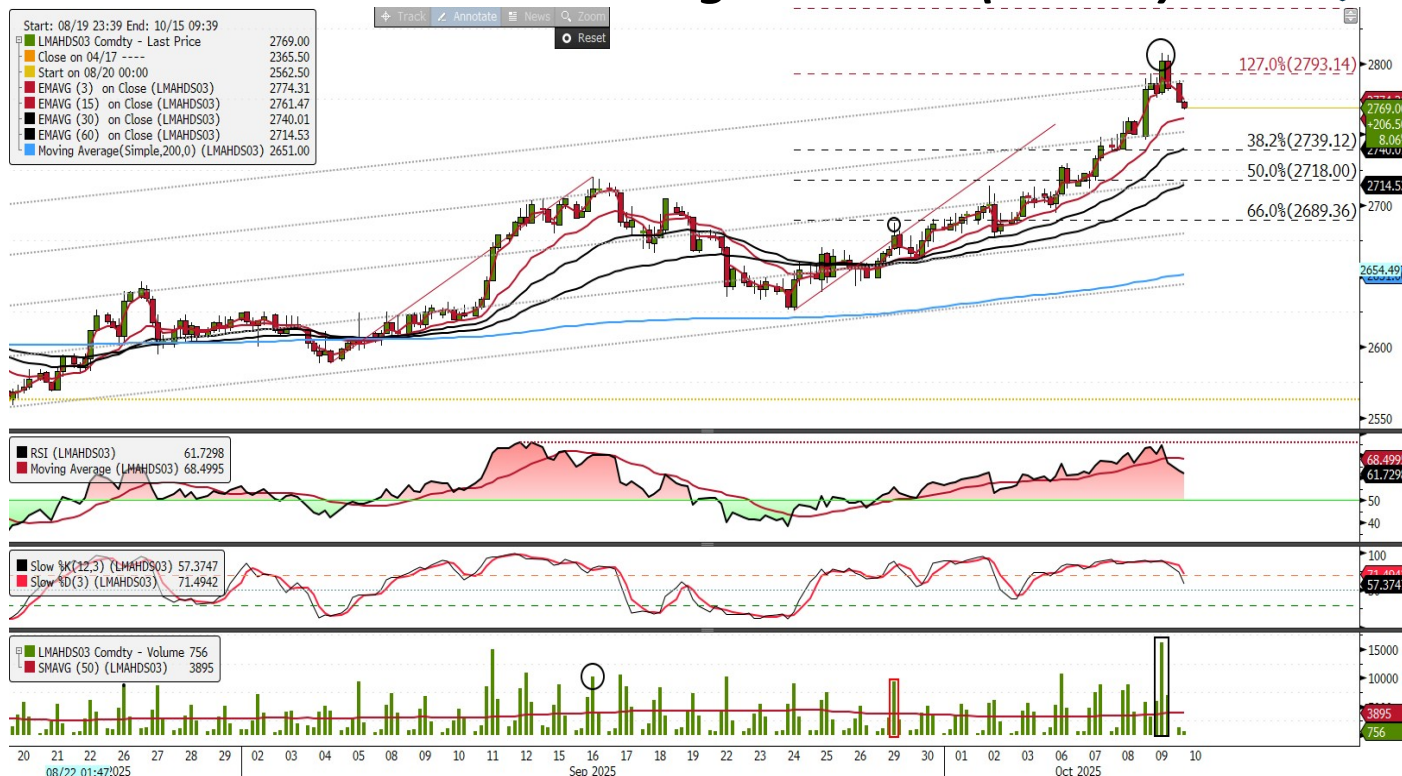 Track Annotate News Zoom
Reset
Start: 08/19 23:39 End: 10/15 09:39
LMAHDS03 Comdty - Last Price 2769.00
Close on 04/17 ---- 2365.50
Start on 08/20 00:00 2562.50
EMAVG (3) on Close (LMAHDS03) 2774.31
EMAVG (15) on Close (LMAHDS03) 2761.47
EMAVG (30) on Close (LMAHDS03) 2740.01
EMAVG (60) on Close (LMAHDS03) 2714.53
Moving Average(Simple,200,0) (LMAHDS03) 2651.00
127.0%(2793.14)
38.2%(2739.12)
50.0%(2718.00)
66.0%(2689.36)
2800
2769.00
+206.50
8.06%
2740.01
2714.53
2700
2654.49
2600
2550
RSI (LMAHDS03) 61.7298
Moving Average (LMAHDS03) 68.4995
68.4995
61.7298
50
40
Slow %K(12,3) (LMAHDS03) 57.3747
Slow %D(3) (LMAHDS03) 71.4942
100
57.3747
LMAHDS03 Comdty - Volume 756
SMAVG (50) (LMAHDS03) 3895
15000
10000
3895
756
20 21 22 26 27 28 29 02 03 04 05 08 09 10 11 12 15 16 17 18 19 22 23 24 25 26 29 30 01 02 03 06 07 08 09 10
08/22 01:47 2025 Sep 2025 Oct 2025